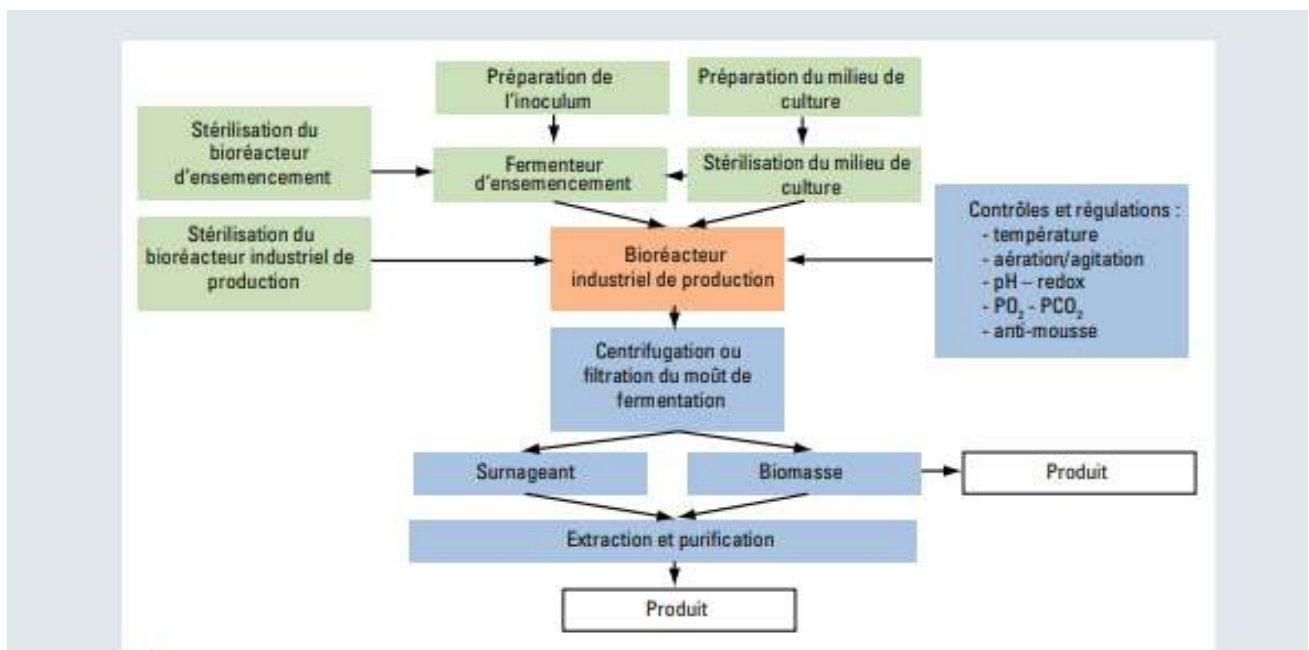 Préparation de
l'inoculum
Préparation du milieu de
culture
Stérilisation du
bioréacteur
d'ensemencement
Fermenteur
d'ensemencement
Stérilisation du milieu de
culture
Stérilisation du
bioréacteur industriel de
production
Bioréacteur
industriel de production
Contrôles et régulations :
- température
- aération/agitation
- pH – redox
- PO₂ - PCO₂
- anti-mousse
Centrifugation ou
filtration du moût de
fermentation
Surnageant
Biomasse
Produit
Extraction et purification
Produit